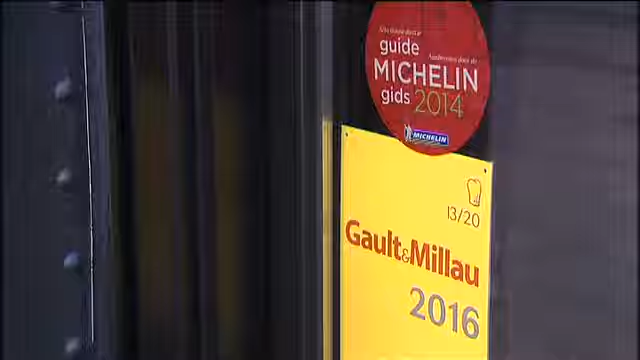 guide
MICHELIN
gids 2014
MICHELIN
13/20
Gault&Millau
2016